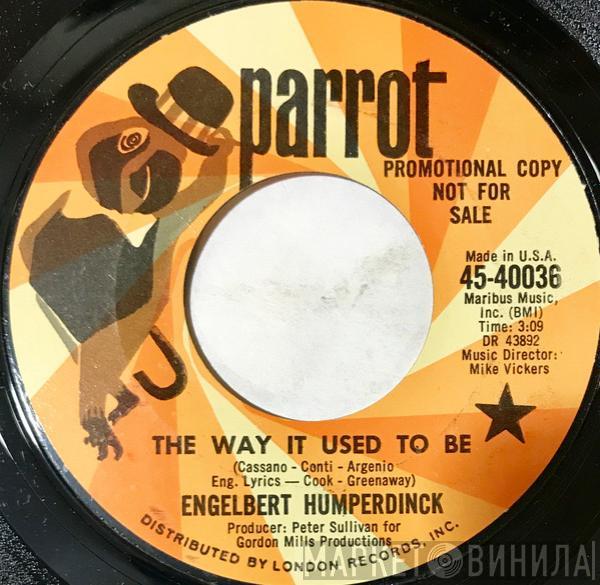 parrot
PROMOTIONAL COPY
NOT FOR
SALE
Made in U.S.A.
45-40036
Maribus Music,
Inc. (BMI)
Time: 3:09
DR 43892
Music Director:
Mike Vickers
THE WAY IT USED TO BE
(Cassano - Conti - Argenio
Eng. Lyrics — Cook - Greenaway)
ENGELBERT HUMPERDINCK
Producer: Peter Sullivan for
Gordon Mills Productions
DISTRIBUTED BY LONDON RECORDS, INC.
МАРКЕТ ВИНИЛА